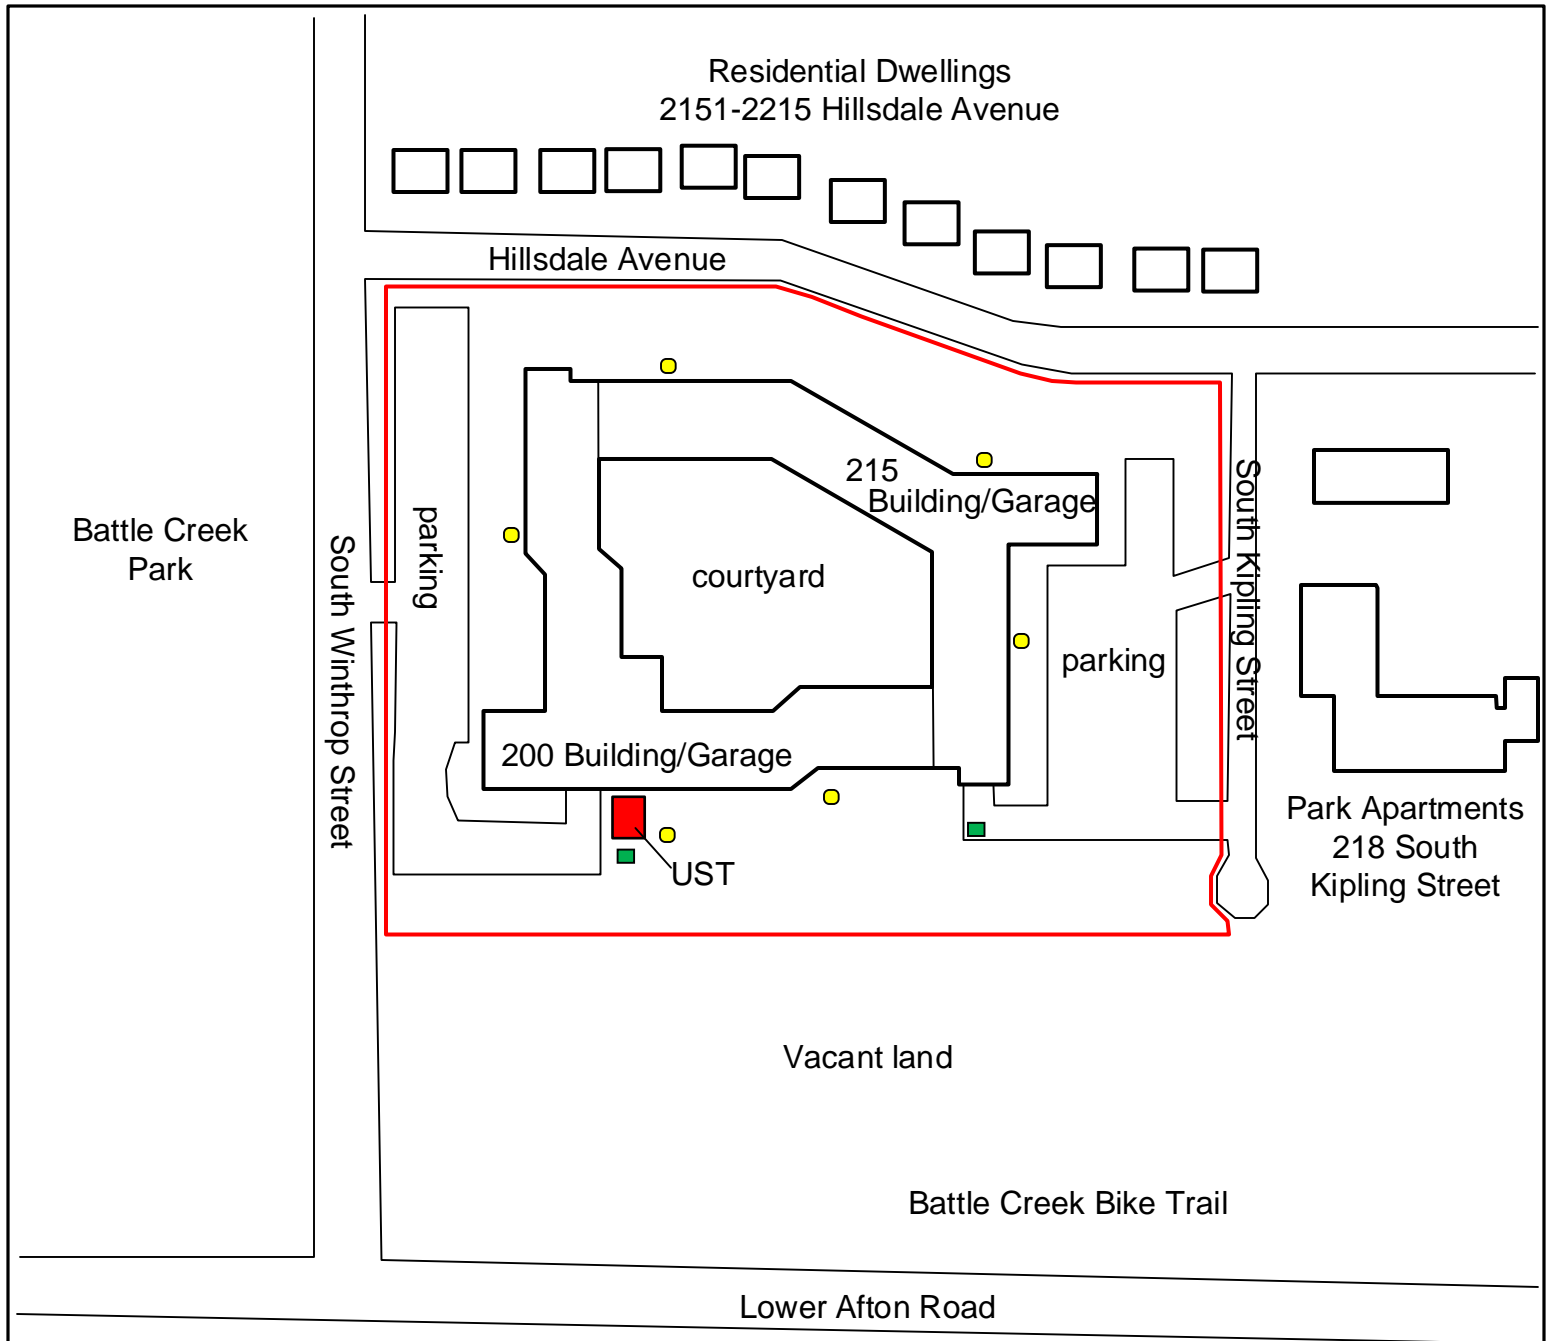 Residential Dwellings
2151-2215 Hillsdale Avenue
Hillsdale Avenue
215
Building/Garage
courtyard
parking
South Winthrop Street
Battle Creek
Park
South Kipling Street
parking
200 Building/Garage
UST
Park Apartments
218 South
Kipling Street
Vacant land
Battle Creek Bike Trail
Lower Afton Road